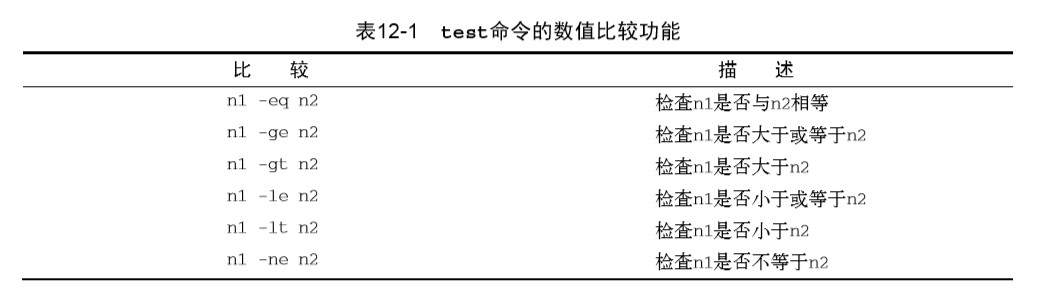 表12-1 test命令的数值比较功能
比 较 描 述
n1 -eq n2 检查n1是否与n2相等
n1 -ge n2 检查n1是否大于或等于n2
n1 -gt n2 检查n1是否大于n2
n1 -le n2 检查n1是否小于或等于n2
n1 -lt n2 检查n1是否小于n2
n1 -ne n2 检查n1是否不等于n2